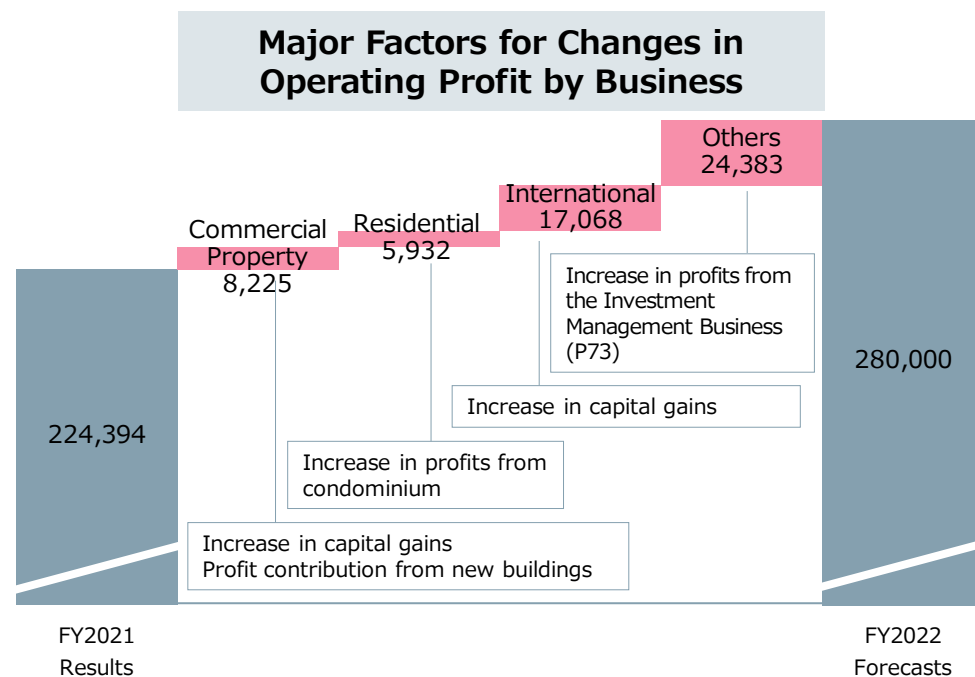 Major Factors for Changes in
Operating Profit by Business
Others
24,383
International
17,068
Residential
5,932
Commercial
Property
8,225
Increase in profits from
the Investment
Management Business
(P73)
280,000
Increase in capital gains
224,394
Increase in profits from
condominium
Increase in capital gains
Profit contribution from new buildings
FY2021
Results
FY2022
Forecasts